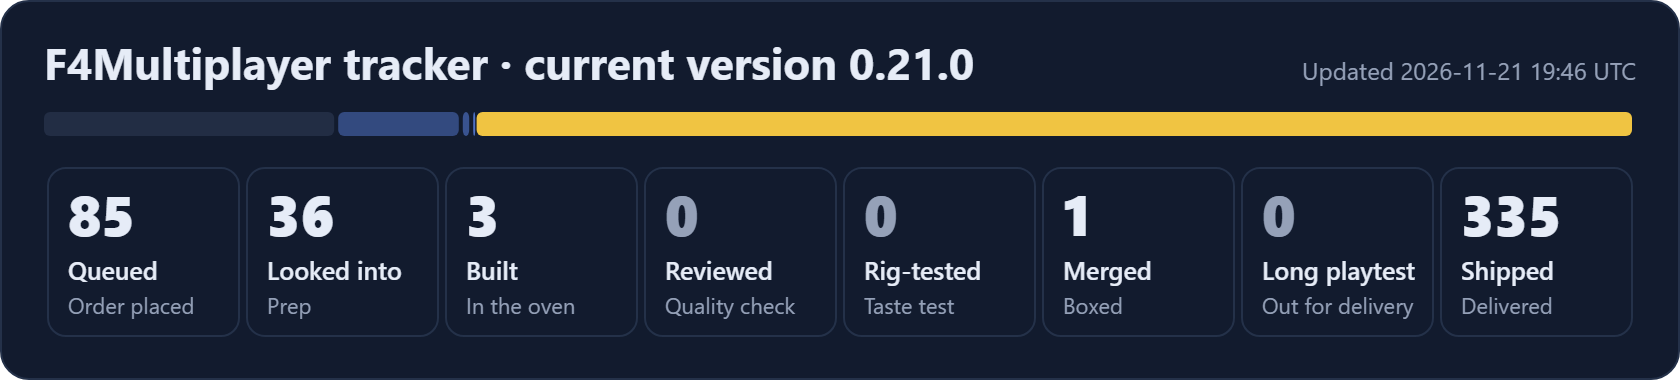 F4Multiplayer tracker · current version 0.21.0
Updated 2026-11-21 19:46 UTC
85
Queued
Order placed
36
Looked into
Prep
3
Built
In the oven
0
Reviewed
Quality check
0
Rig-tested
Taste test
1
Merged
Boxed
0
Long playtest
Out for delivery
335
Shipped
Delivered